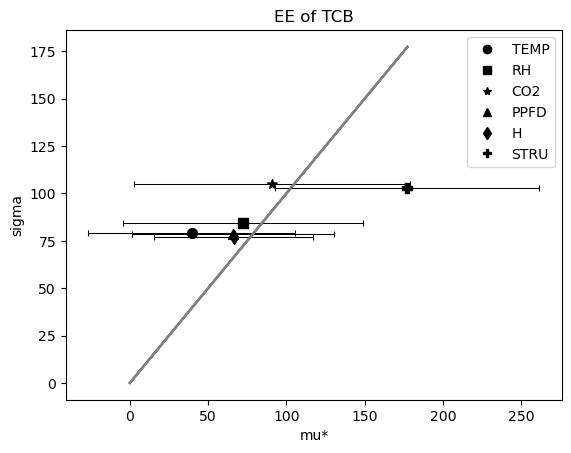 EE of TCB
175
150
125
100
75
50
25
0
sigma
0
50
100
150
200
250
mu*
TEMP
RH
CO2
PPFD
H
STRU